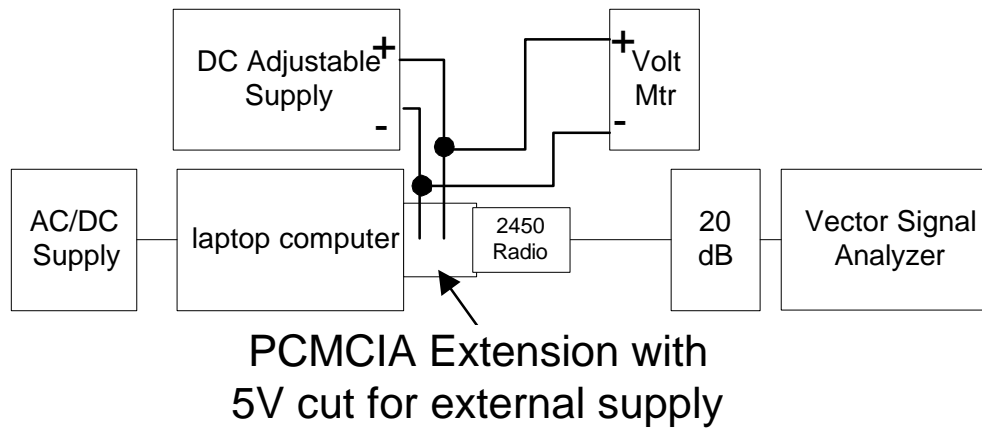 DC Adjustable
Supply
+
-
+
-
Volt
Mtr
AC/DC
Supply
laptop computer
2450
Radio
20
dB
Vector Signal
Analyzer
PCMCIA Extension with
5V cut for external supply